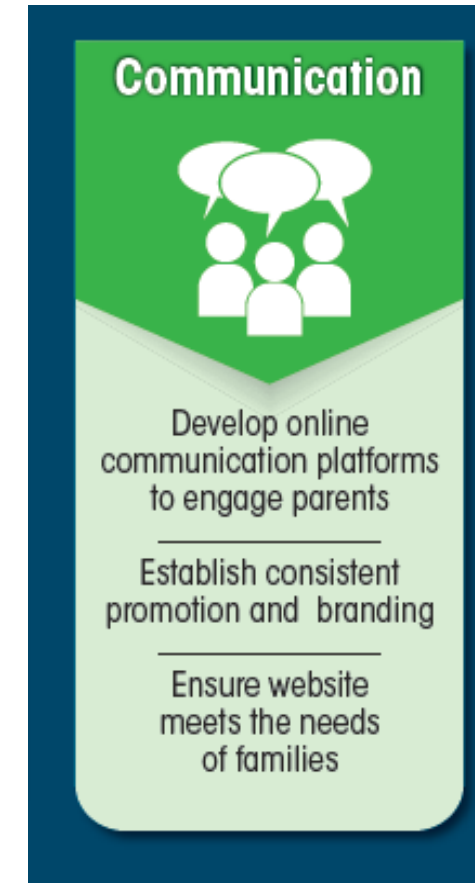 Communication
Develop online
communication platforms
to engage parents
Establish consistent
promotion and  branding
Ensure website
meets the needs
of families